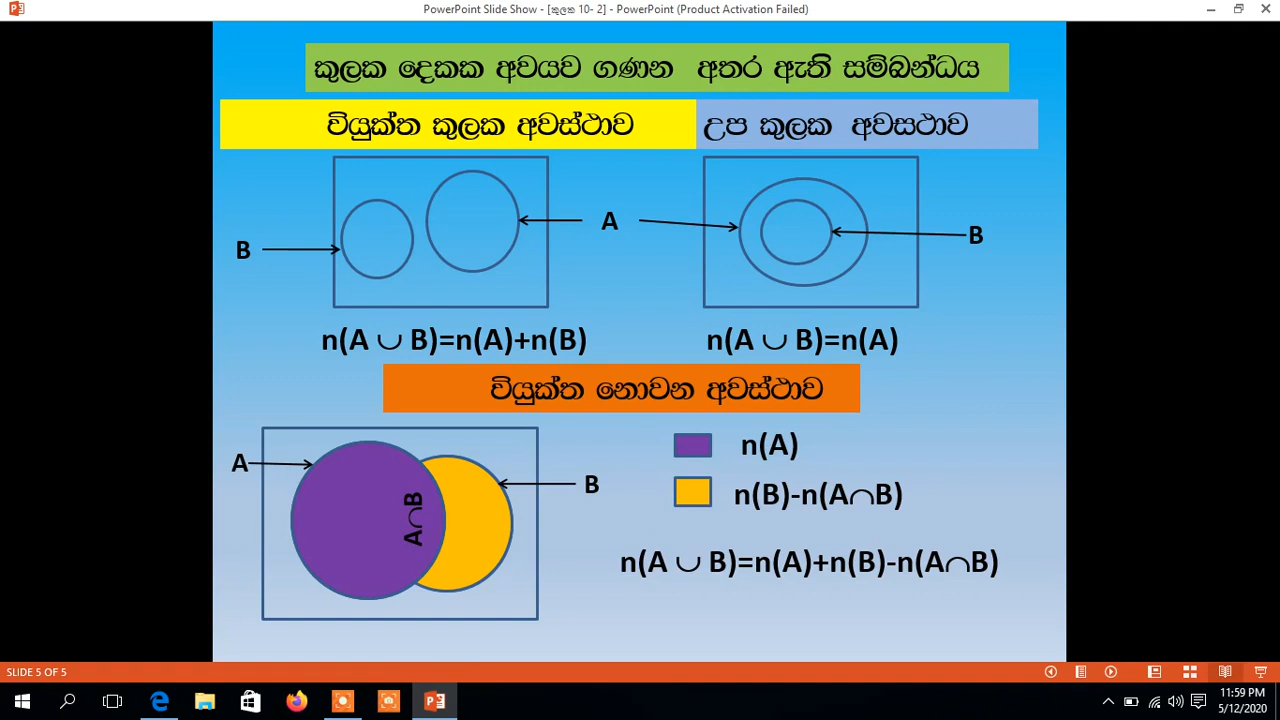 PowerPoint Slide Show - [කුලක 10- 2] - PowerPoint (Product Activation Failed)
කුලක දෙකක අවයව ගණන අතර ඇති සම්බන්ධය
වියුක්ත කුලක අවස්ථාව
උප කුලක අවසථාව
B
A
B
n(A ∪ B)=n(A)+n(B)
n(A ∪ B)=n(A)
වියුක්ත නොවන අවස්ථාව
A
A∩B
B
n(A)
n(B)-n(A∩B)
n(A ∪ B)=n(A)+n(B)-n(A∩B)
SLIDE 5 OF 5
11:59 PM
5/12/2020